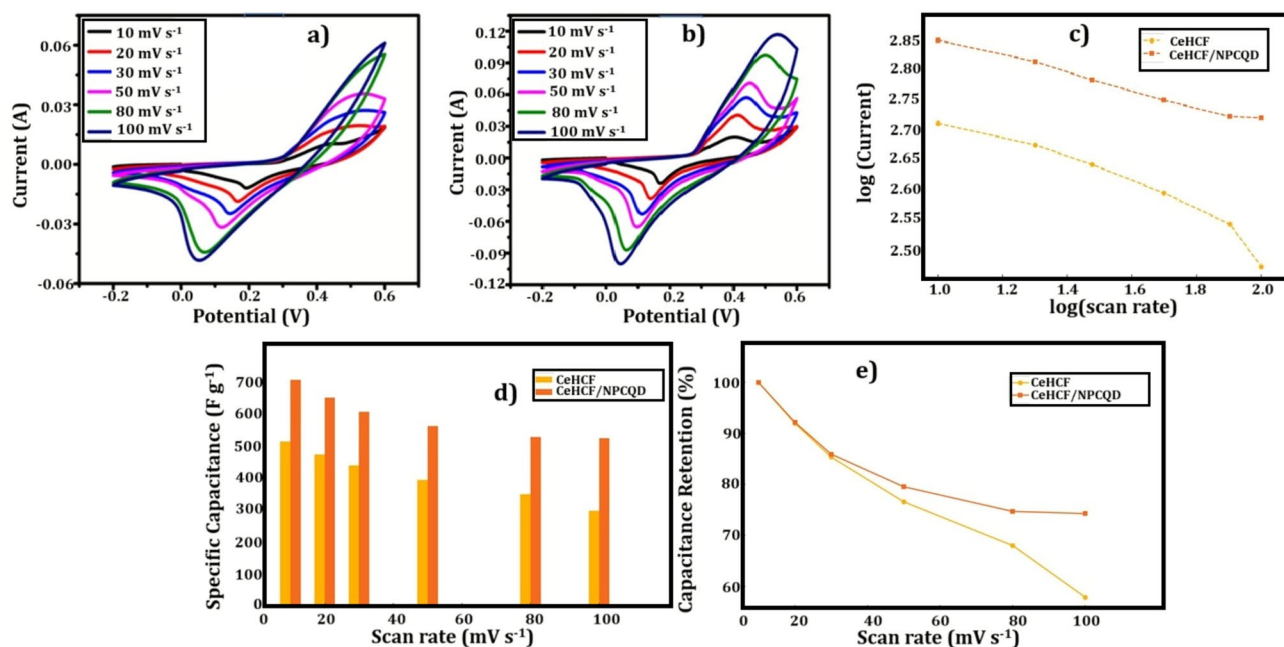 a)
10 mV s⁻¹
20 mV s⁻¹
30 mV s⁻¹
50 mV s⁻¹
80 mV s⁻¹
100 mV s⁻¹
Current (A)
0.06
0.03
0.00
-0.03
-0.06
-0.2
0.0
0.2
0.4
0.6
Potential (V)
b)
10 mV s⁻¹
20 mV s⁻¹
30 mV s⁻¹
50 mV s⁻¹
80 mV s⁻¹
100 mV s⁻¹
Current (A)
0.12
0.09
0.06
0.03
0.00
0.03
-0.06
-0.09
-0.12
-0.2
0.0
0.2
0.4
0.6
Potential (V)
c)
CeHCF
CeHCF/NPCQD
log (Current)
2.85
2.80
2.75
2.70
2.65
2.60
2.55
2.50
1.0
1.2
1.4
1.6
1.8
2.0
log(scan rate)
d)
CeHCF
CeHCF/NPCQD
Specific Capacitance (F g⁻¹)
700
600
500
400
300
200
100
0
0
20
40
60
80
100
Scan rate (mV s⁻¹)
e)
CeHCF
CeHCF/NPCQD
Capacitance Retention (%)
100
90
80
70
60
0
20
40
60
80
100
Scan rate (mV s⁻¹)